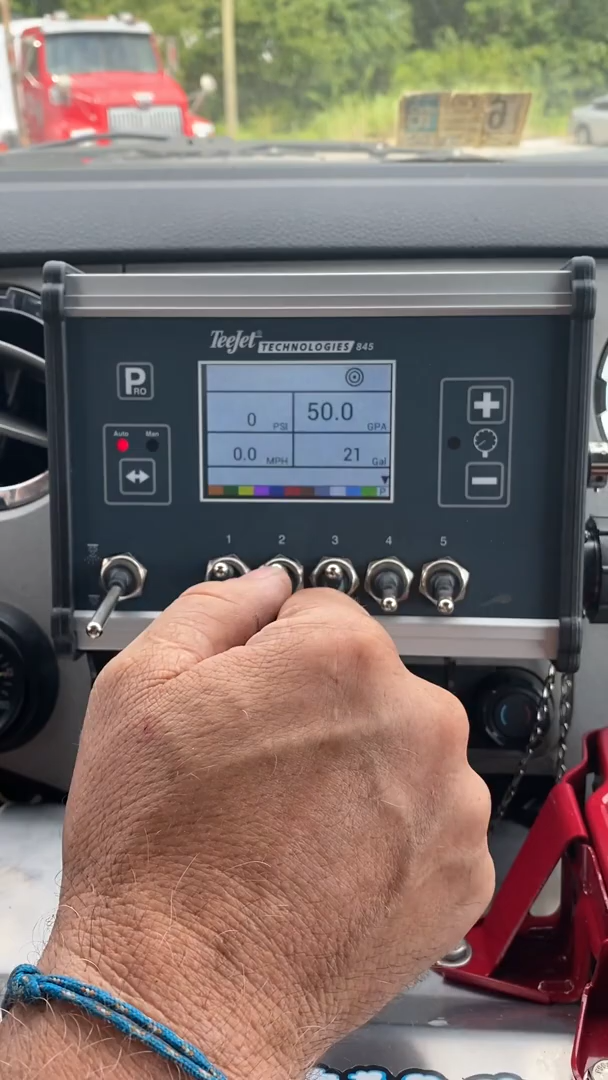 TeeJet® TECHNOLOGIES 845
P
RO
Auto Man
0 PSI
50.0 GPA
0.0 MPH
21 Gal
P
1 2 3 4 5